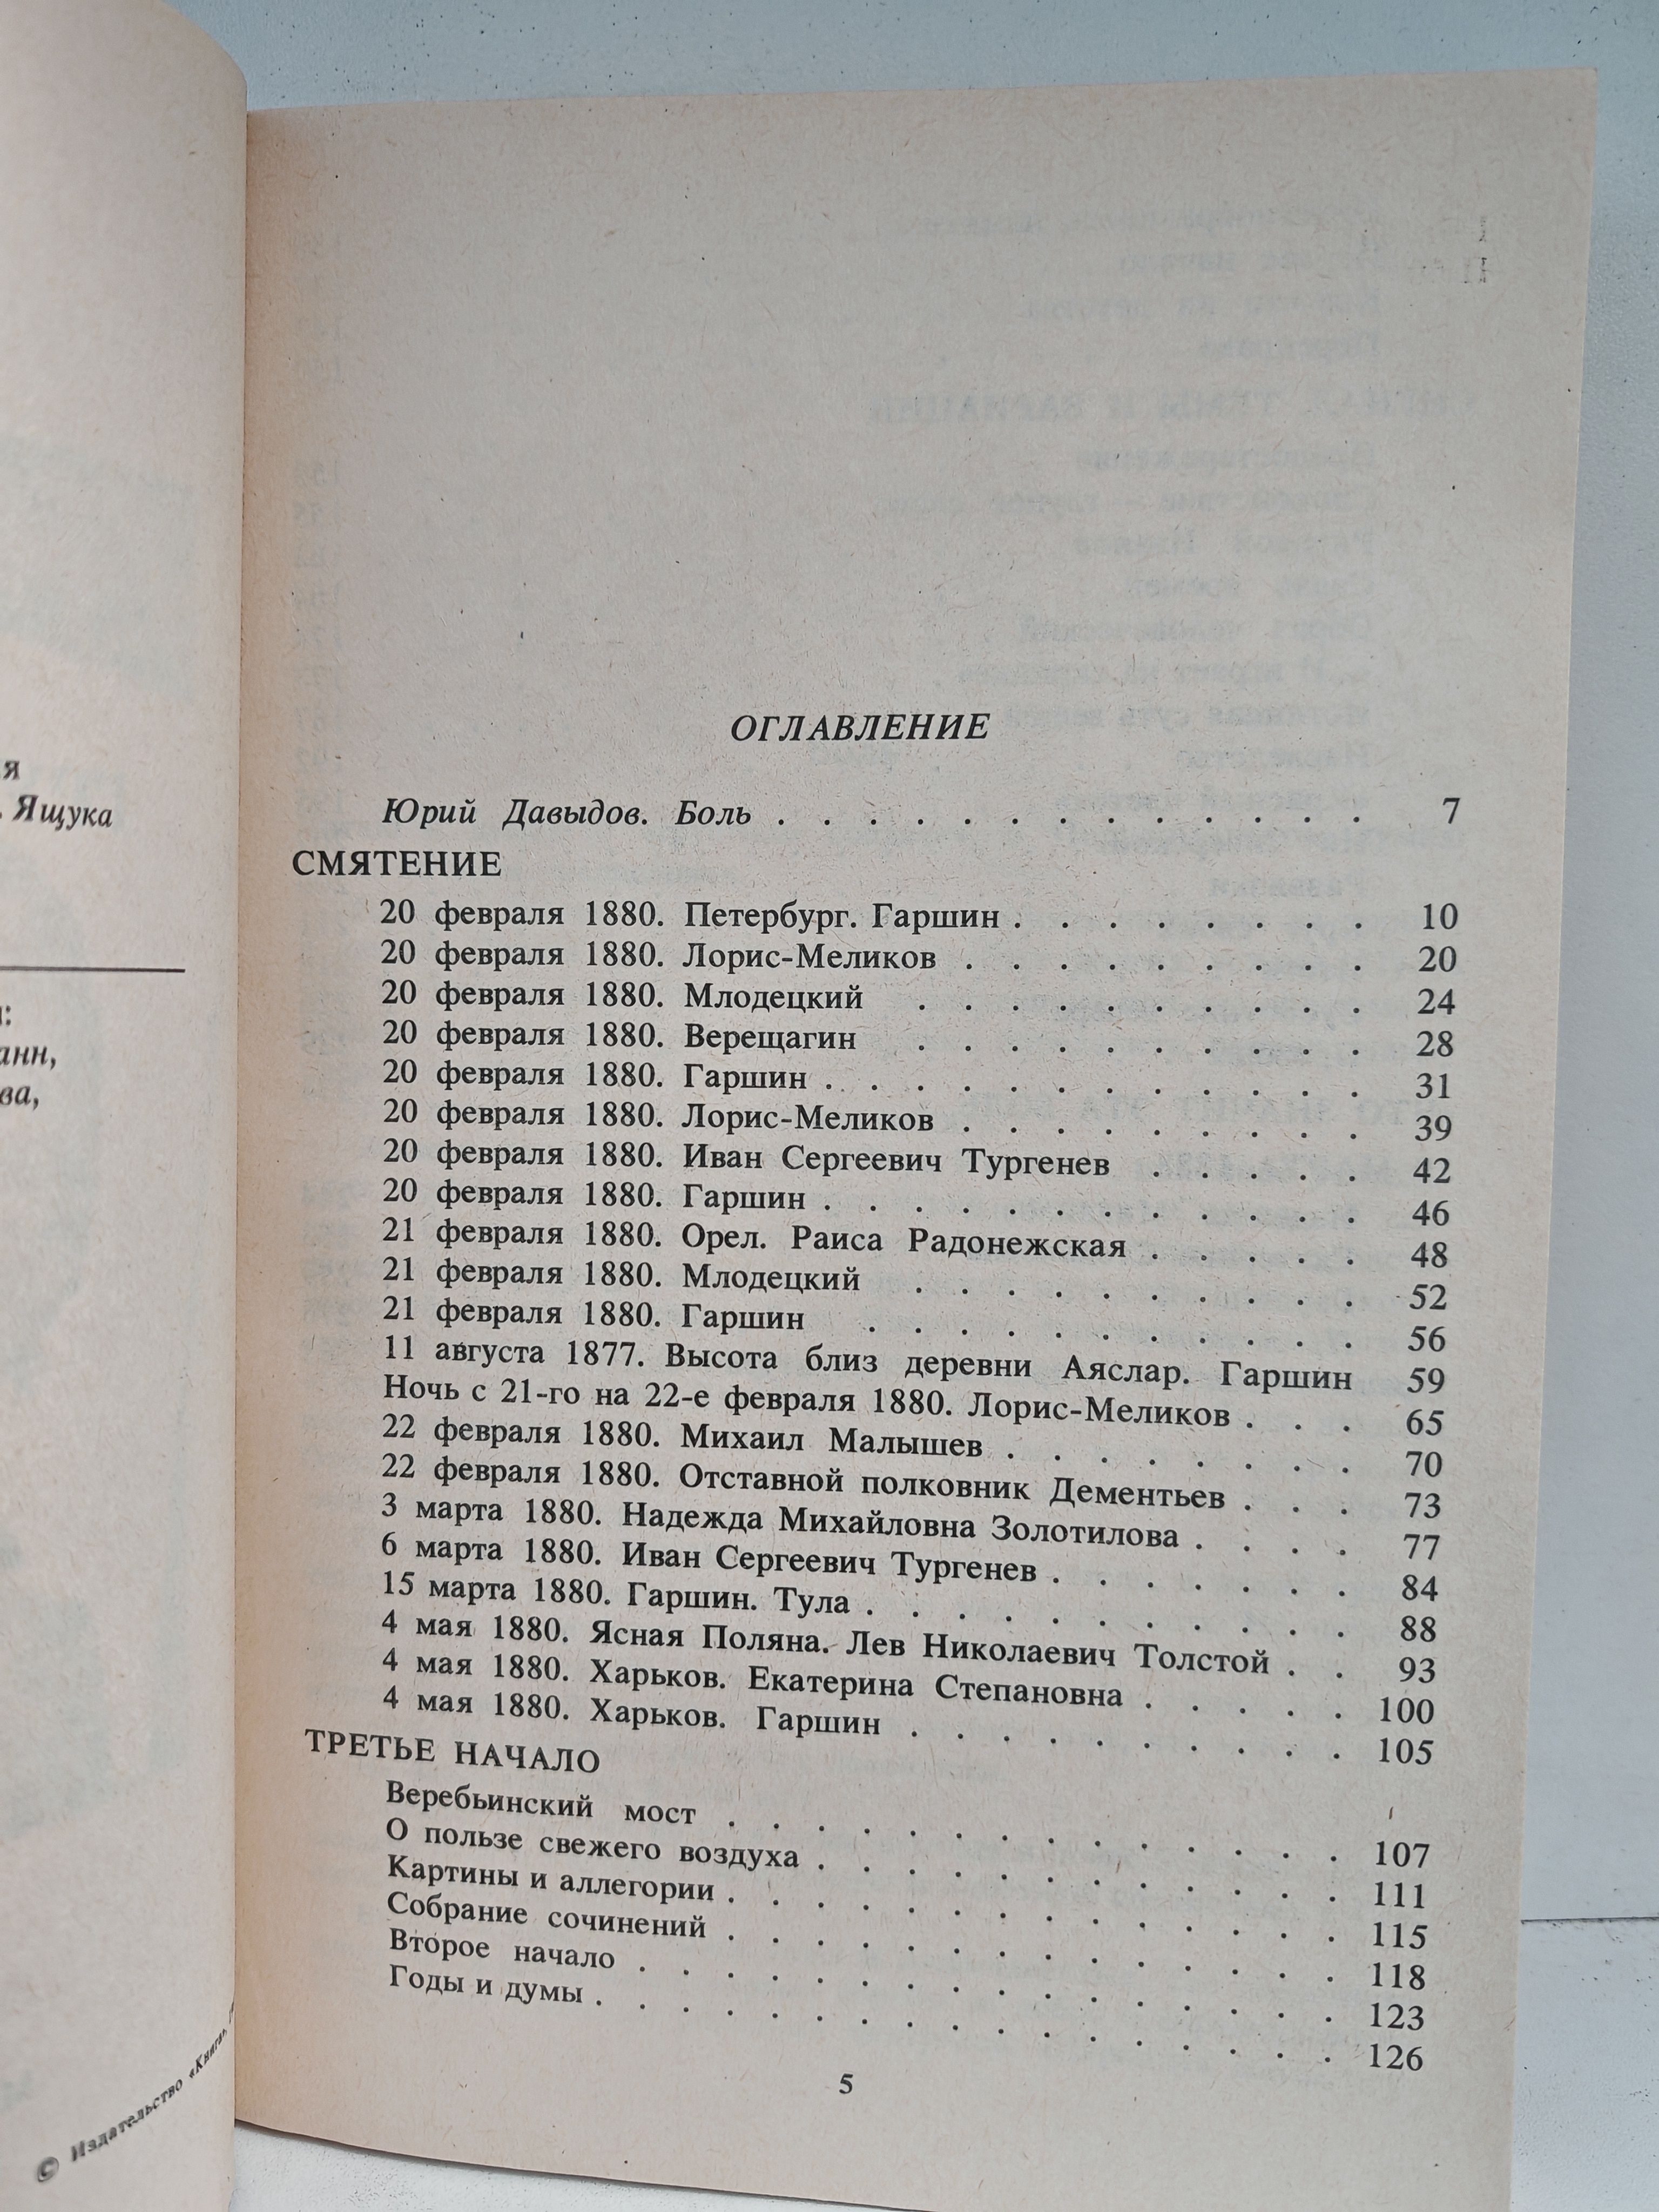 я
Ящука
анн,
ва,
© Издательство «Книга»,
ОГЛАВЛЕНИЕ
Юрий Давыдов. Боль . . . . . . . . . . . . . 7
СМЯТЕНИЕ
20 февраля 1880. Петербург. Гаршин . . . . . . . . 10
20 февраля 1880. Лорис-Меликов . . . . . . . . . 20
20 февраля 1880. Млодецкий . . . . . . . . . . 24
20 февраля 1880. Верещагин . . . . . . . . . . 28
20 февраля 1880. Гаршин . . . . . . . . . . . . 31
20 февраля 1880. Лорис-Меликов . . . . . . . . . 39
20 февраля 1880. Иван Сергеевич Тургенев . . . . . 42
20 февраля 1880. Гаршин . . . . . . . . . . . . 46
21 февраля 1880. Орел. Раиса Радонежская . . . . . 48
21 февраля 1880. Млодецкий . . . . . . . . . . 52
21 февраля 1880. Гаршин . . . . . . . . . . . 56
11 августа 1877. Высота близ деревни Аяслар. Гаршин 59
Ночь с 21-го на 22-е февраля 1880. Лорис-Меликов . . . 65
22 февраля 1880. Михаил Малышев . . . . . . . . 70
22 февраля 1880. Отставной полковник Дементьев . . . 73
3 марта 1880. Надежда Михайловна Золотилова . . . . 77
6 марта 1880. Иван Сергеевич Тургенев . . . . . . . 84
15 марта 1880. Гаршин. Тула . . . . . . . . . . . 88
4 мая 1880. Ясная Поляна. Лев Николаевич Толстой . . 93
4 мая 1880. Харьков. Екатерина Степановна . . . . . 100
4 мая 1880. Харьков. Гаршин . . . . . . . . . . 105
ТРЕТЬЕ НАЧАЛО
Веребьинский мост . . . . . . . . . . . . . . 107
О пользе свежего воздуха . . . . . . . . . . . . 111
Картины и аллегории . . . . . . . . . . . . . . 115
Собрание сочинений . . . . . . . . . . . . . . 118
Второе начало . . . . . . . . . . . . . . . . 123
Годы и думы . . . . . . . . . . . . . . . . . 126
5